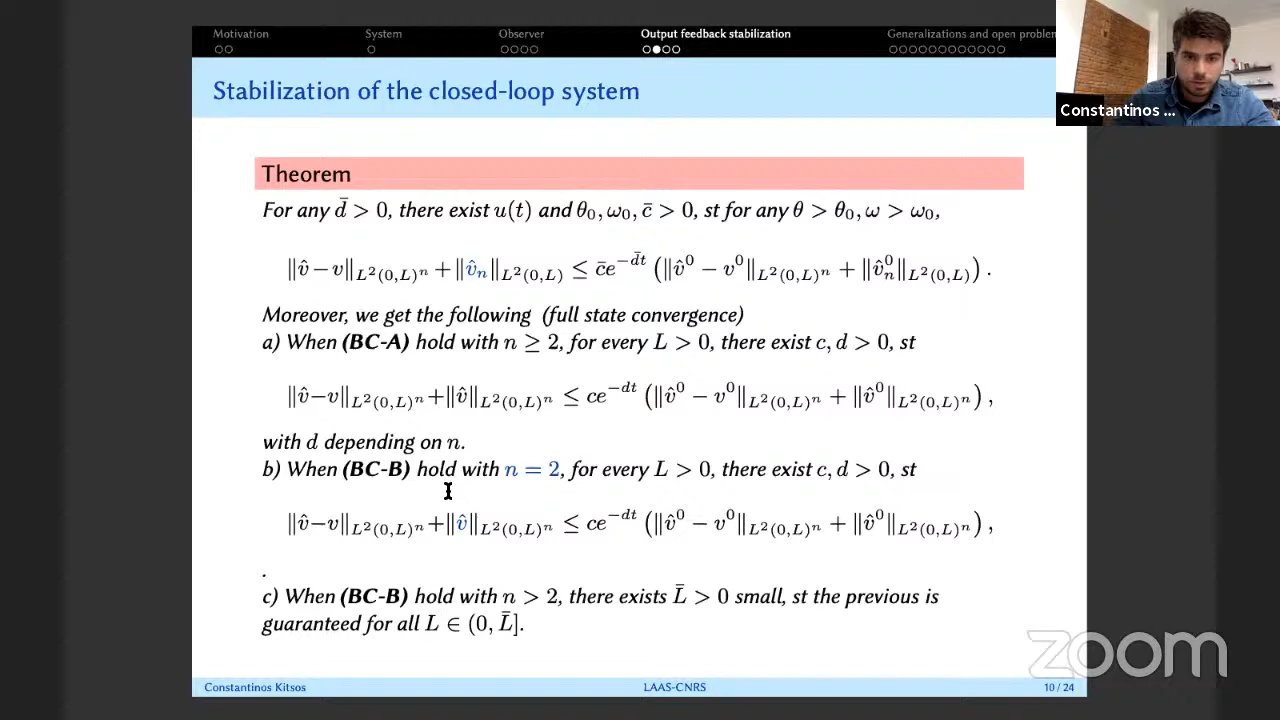 Motivation System Observer Output feedback stabilization Generalizations and open problem
Stabilization of the closed-loop system
Constantinos ...
Theorem
For any d̄ > 0, there exist u(t) and θ₀, ω₀, c̄ > 0, st for any θ > θ₀, ω > ω₀,
‖v̂ − v‖_{L²(0,L)ⁿ} + ‖v̂ₙ‖_{L²(0,L)} ≤ c̄e^{−d̄t} (‖v̂⁰ − v⁰‖_{L²(0,L)ⁿ} + ‖v̂ₙ⁰‖_{L²(0,L)}) .
Moreover, we get the following (full state convergence)
a) When (BC-A) hold with n ≥ 2, for every L > 0, there exist c, d > 0, st
‖v̂−v‖_{L²(0,L)ⁿ}+‖v̂‖_{L²(0,L)ⁿ} ≤ ce^{−dt} (‖v̂⁰ − v⁰‖_{L²(0,L)ⁿ} + ‖v̂⁰‖_{L²(0,L)ⁿ}) ,
with d depending on n.
b) When (BC-B) hold with n = 2, for every L > 0, there exist c, d > 0, st
‖v̂−v‖_{L²(0,L)ⁿ}+‖v̂‖_{L²(0,L)ⁿ} ≤ ce^{−dt} (‖v̂⁰ − v⁰‖_{L²(0,L)ⁿ} + ‖v̂⁰‖_{L²(0,L)ⁿ}) ,
.
c) When (BC-B) hold with n > 2, there exists L̄ > 0 small, st the previous is
guaranteed for all L ∈ (0, L̄].
zoom
Constantinos Kitsos LAAS-CNRS 10 / 24